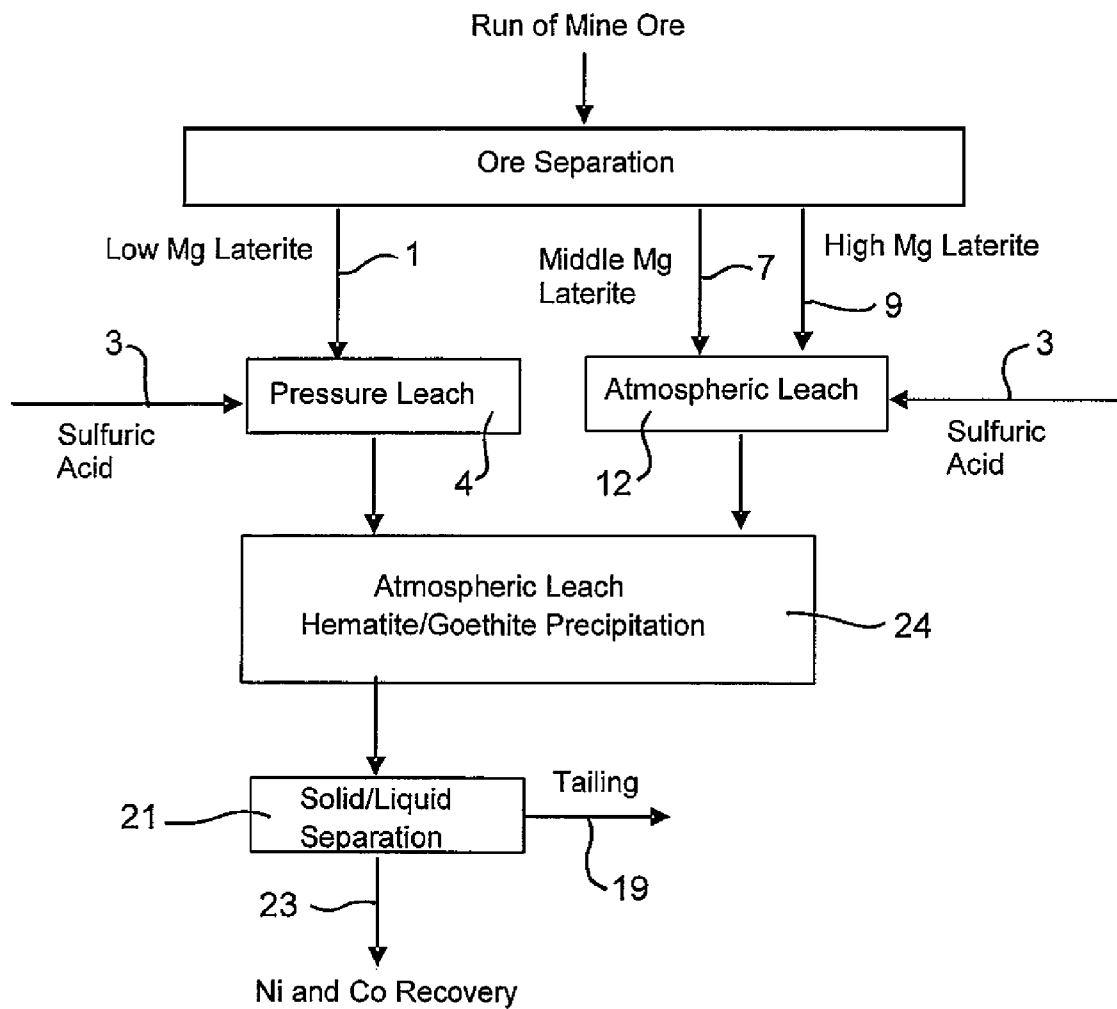 Run of Mine Ore
Ore Separation
Low Mg Laterite
1
Middle Mg
Laterite
7
High Mg Laterite
9
3
Sulfuric
Acid
Pressure Leach
4
Atmospheric Leach
12
3
Sulfuric
Acid
Atmospheric Leach
Hematite/Goethite Precipitation
24
21
Solid/Liquid
Separation
Tailing
19
23
Ni and Co Recovery